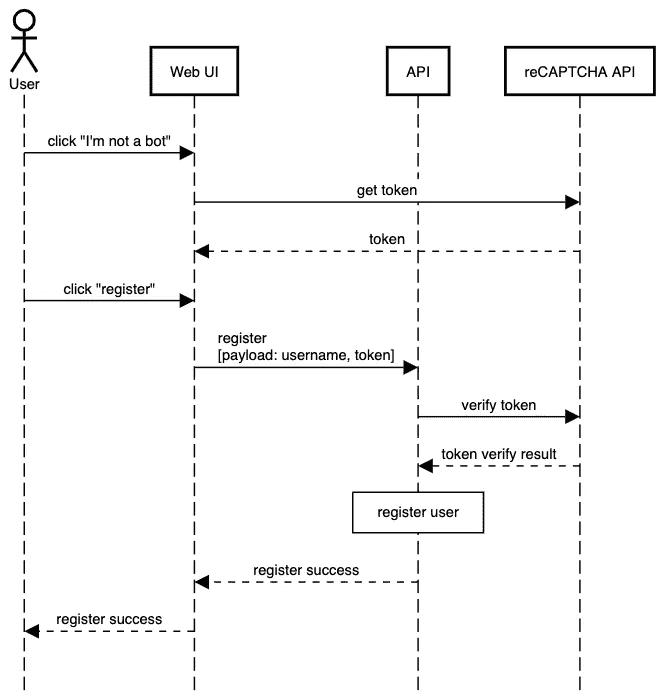 User
Web UI
API
reCAPTCHA API
click "I'm not a bot"
get token
token
click "register"
register
[payload: username, token]
verify token
token verify result
register user
register success
register success